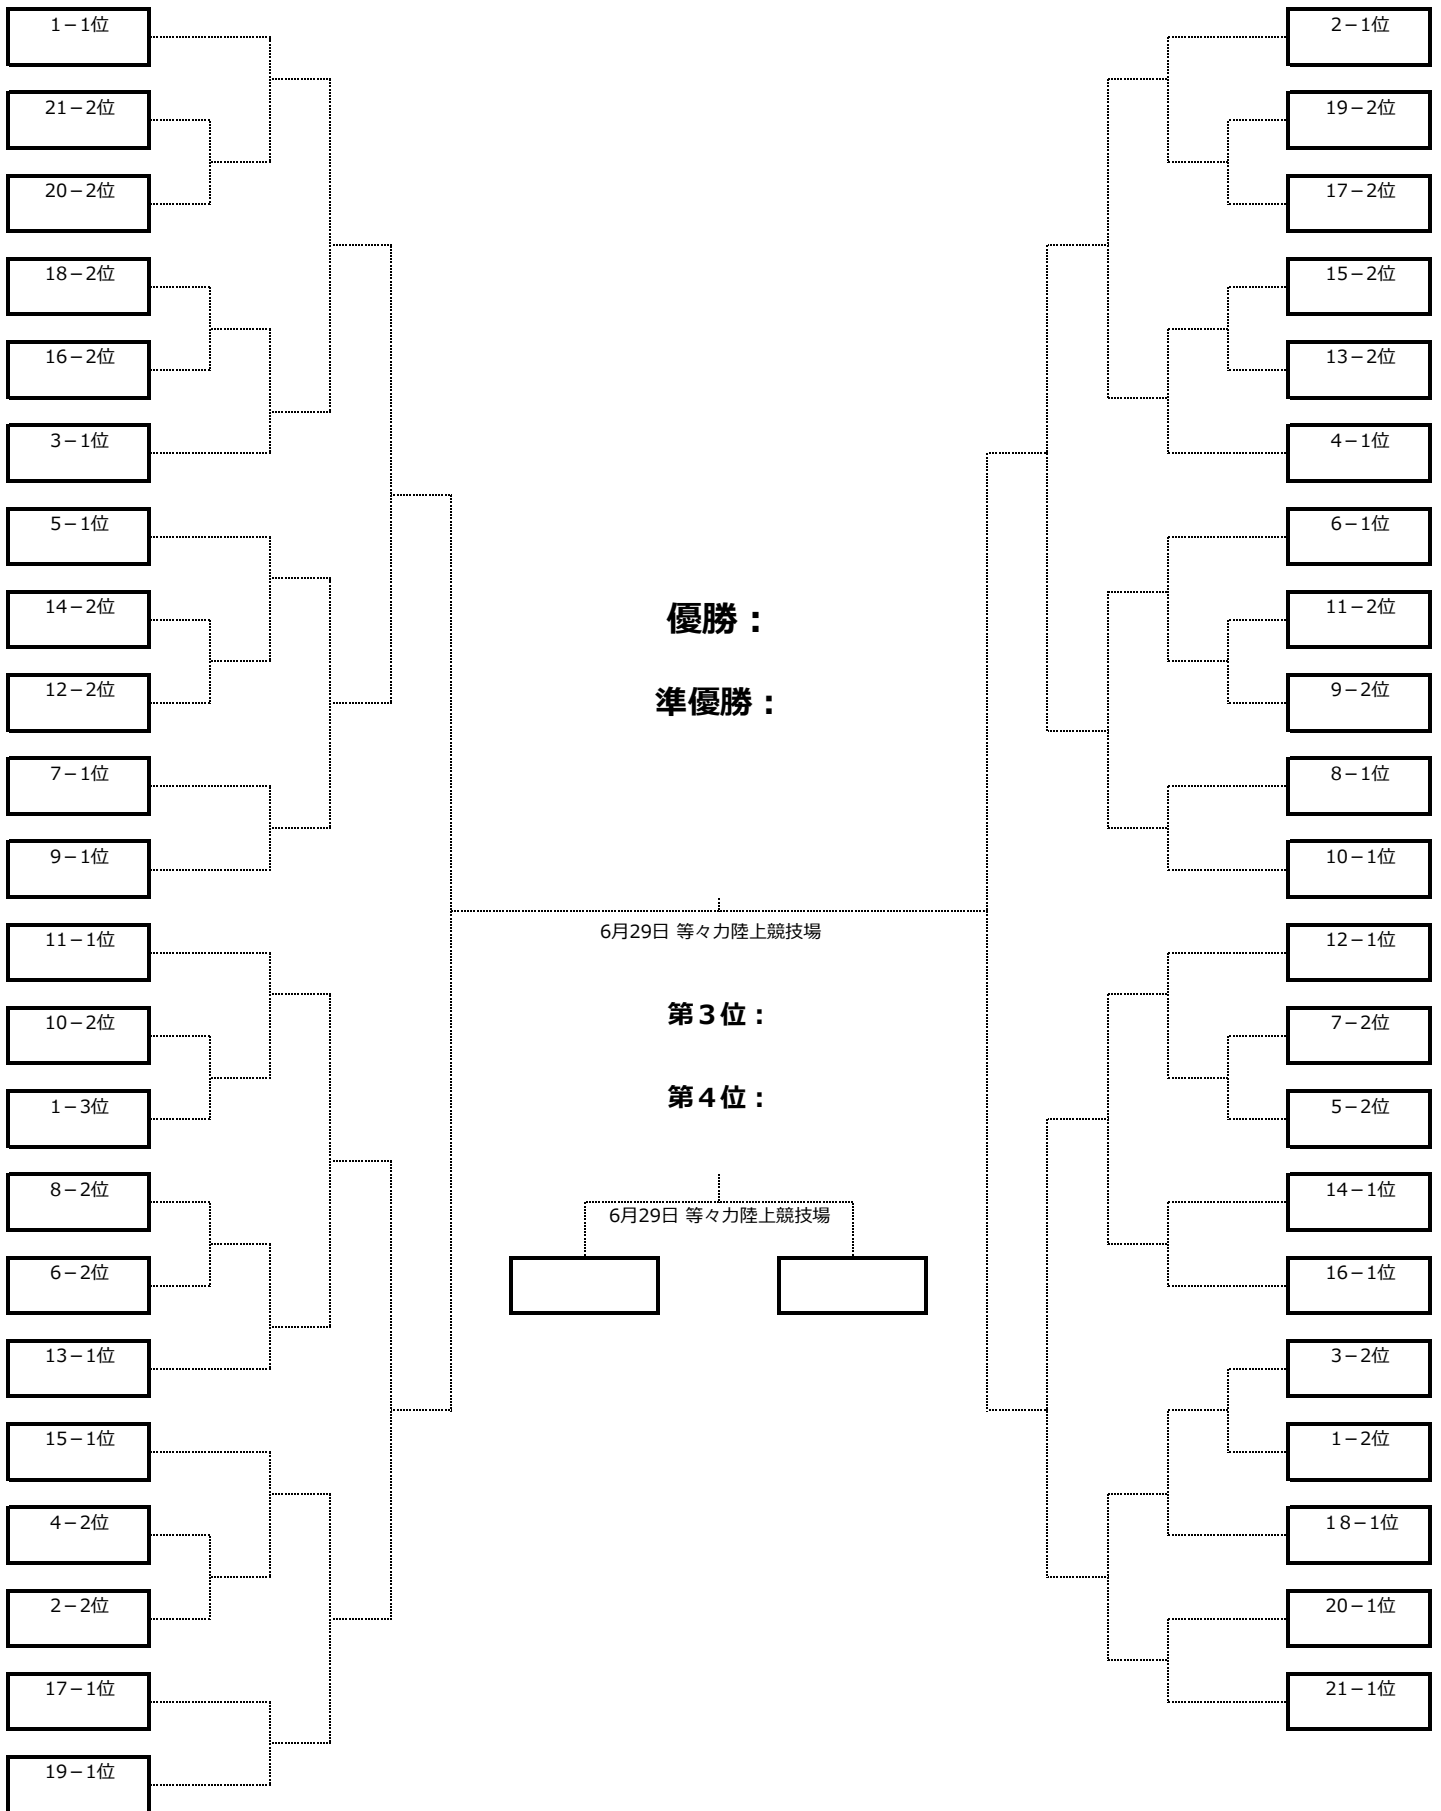 1－1位
21－2位
20－2位
18－2位
16－2位
3－1位
5－1位
14－2位
12－2位
7－1位
9－1位
11－1位
10－2位
1－3位
8－2位
6－2位
13－1位
15－1位
4－2位
2－2位
17－1位
19－1位
優勝：
準優勝：
6月29日 等々力陸上競技場
第３位：
第４位：
6月29日 等々力陸上競技場
2－1位
19－2位
17－2位
15－2位
13－2位
4－1位
6－1位
11－2位
9－2位
8－1位
10－1位
12－1位
7－2位
5－2位
14－1位
16－1位
3－2位
1－2位
１８－1位
20－1位
21－1位